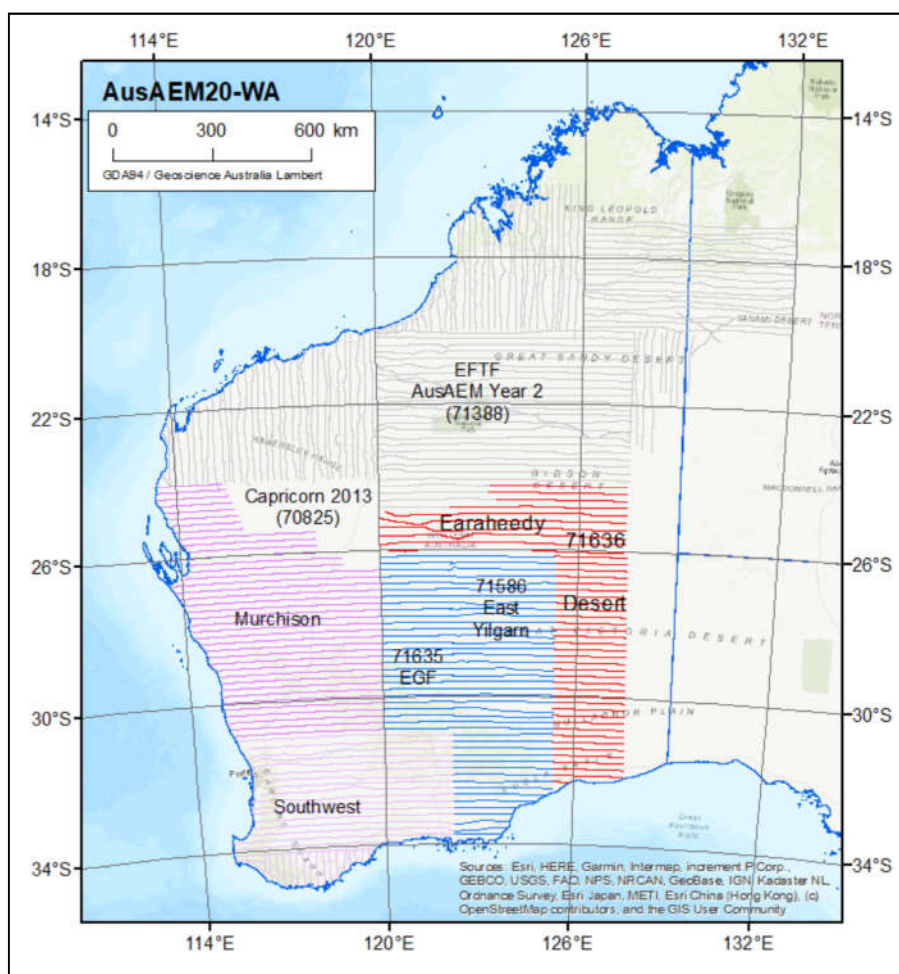 114°E 120°E 126°E 132°E
AusAEM20-WA
0 300 600 km
GDA94 / Geoscience Australia Lambert
14°S 14°S
KING LEOPOLD
RANGE
18°S 18°S
TANAMI DESERT
GREAT SANDY DESERT
EFTF
AusAEM Year 2
(71388)
22°S 22°S
GIBSON
DESERT
Capricorn 2013
(70825)
Earaheedy
AUSTRALIA
71636
26°S 26°S
71586
East
Yilgarn
Desert
Murchison
VICTORIA DESERT
71635
EGF
NULLARBOR PLAIN
30°S 30°S
Southwest
34°S 34°S
Sources: Esri, HERE, Garmin, Intermap, increment P Corp.,
GEBCO, USGS, FAO, NPS, NRCAN, GeoBase, IGN, Kadaster NL,
Ordnance Survey, Esri Japan, METI, Esri China (Hong Kong), (c)
OpenStreetMap contributors, and the GIS User Community
114°E 120°E 126°E 132°E